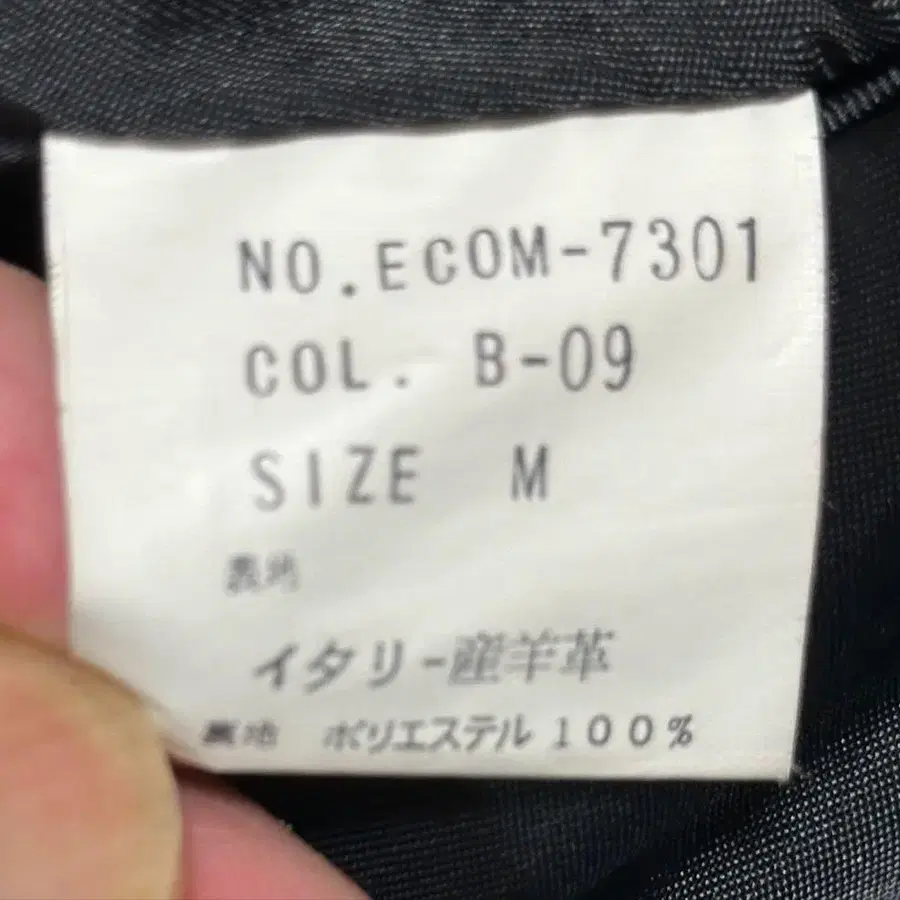 NO.ECOM-7301
COL. B-09
SIZE M
表地
イタリー産羊革
裏地 ポリエステル100%